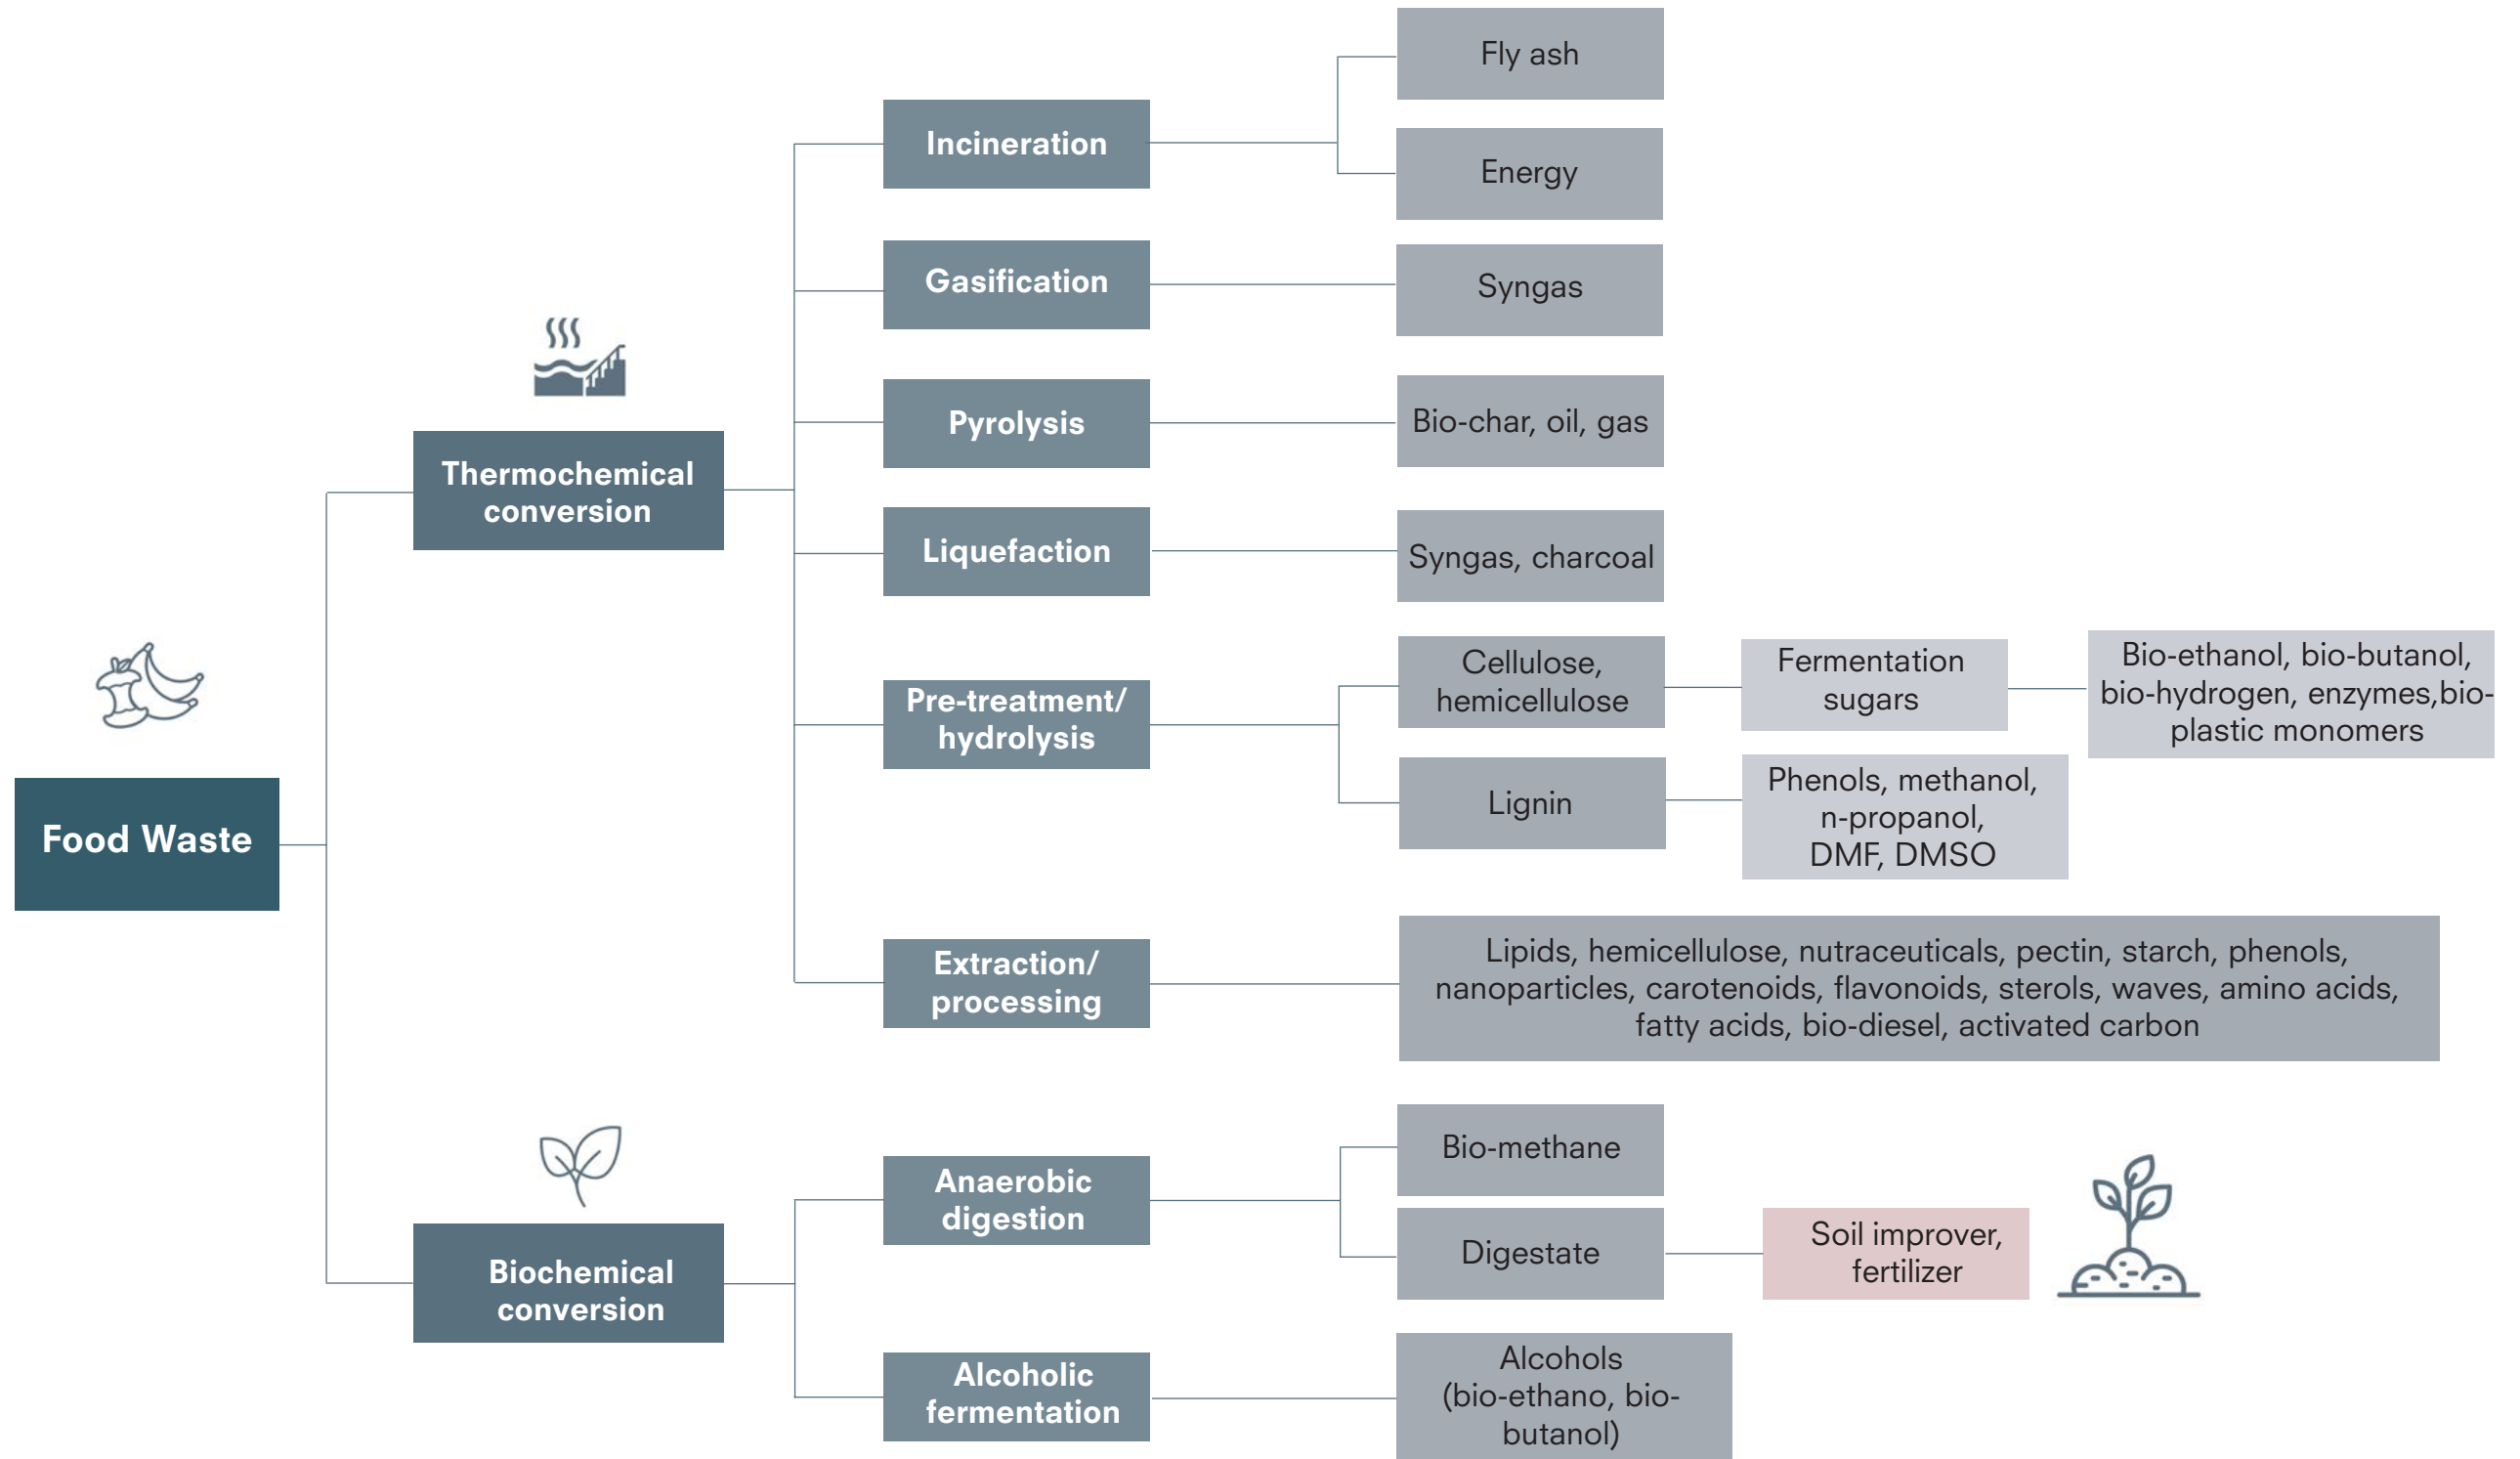 Food Waste
Thermochemical
conversion
Incineration
Fly ash
Energy
Gasification
Syngas
Pyrolysis
Bio-char, oil, gas
Liquefaction
Syngas, charcoal
Pre-treatment/
hydrolysis
Cellulose,
hemicellulose
Fermentation
sugars
Bio-ethanol, bio-butanol,
bio-hydrogen, enzymes,bio-
plastic monomers
Lignin
Phenols, methanol,
n-propanol,
DMF, DMSO
Extraction/
processing
Lipids, hemicellulose, nutraceuticals, pectin, starch, phenols,
nanoparticles, carotenoids, flavonoids, sterols, waves, amino acids,
fatty acids, bio-diesel, activated carbon
Biochemical
conversion
Anaerobic
digestion
Bio-methane
Digestate
Soil improver,
fertilizer
Alcoholic
fermentation
Alcohols
(bio-ethano, bio-
butanol)